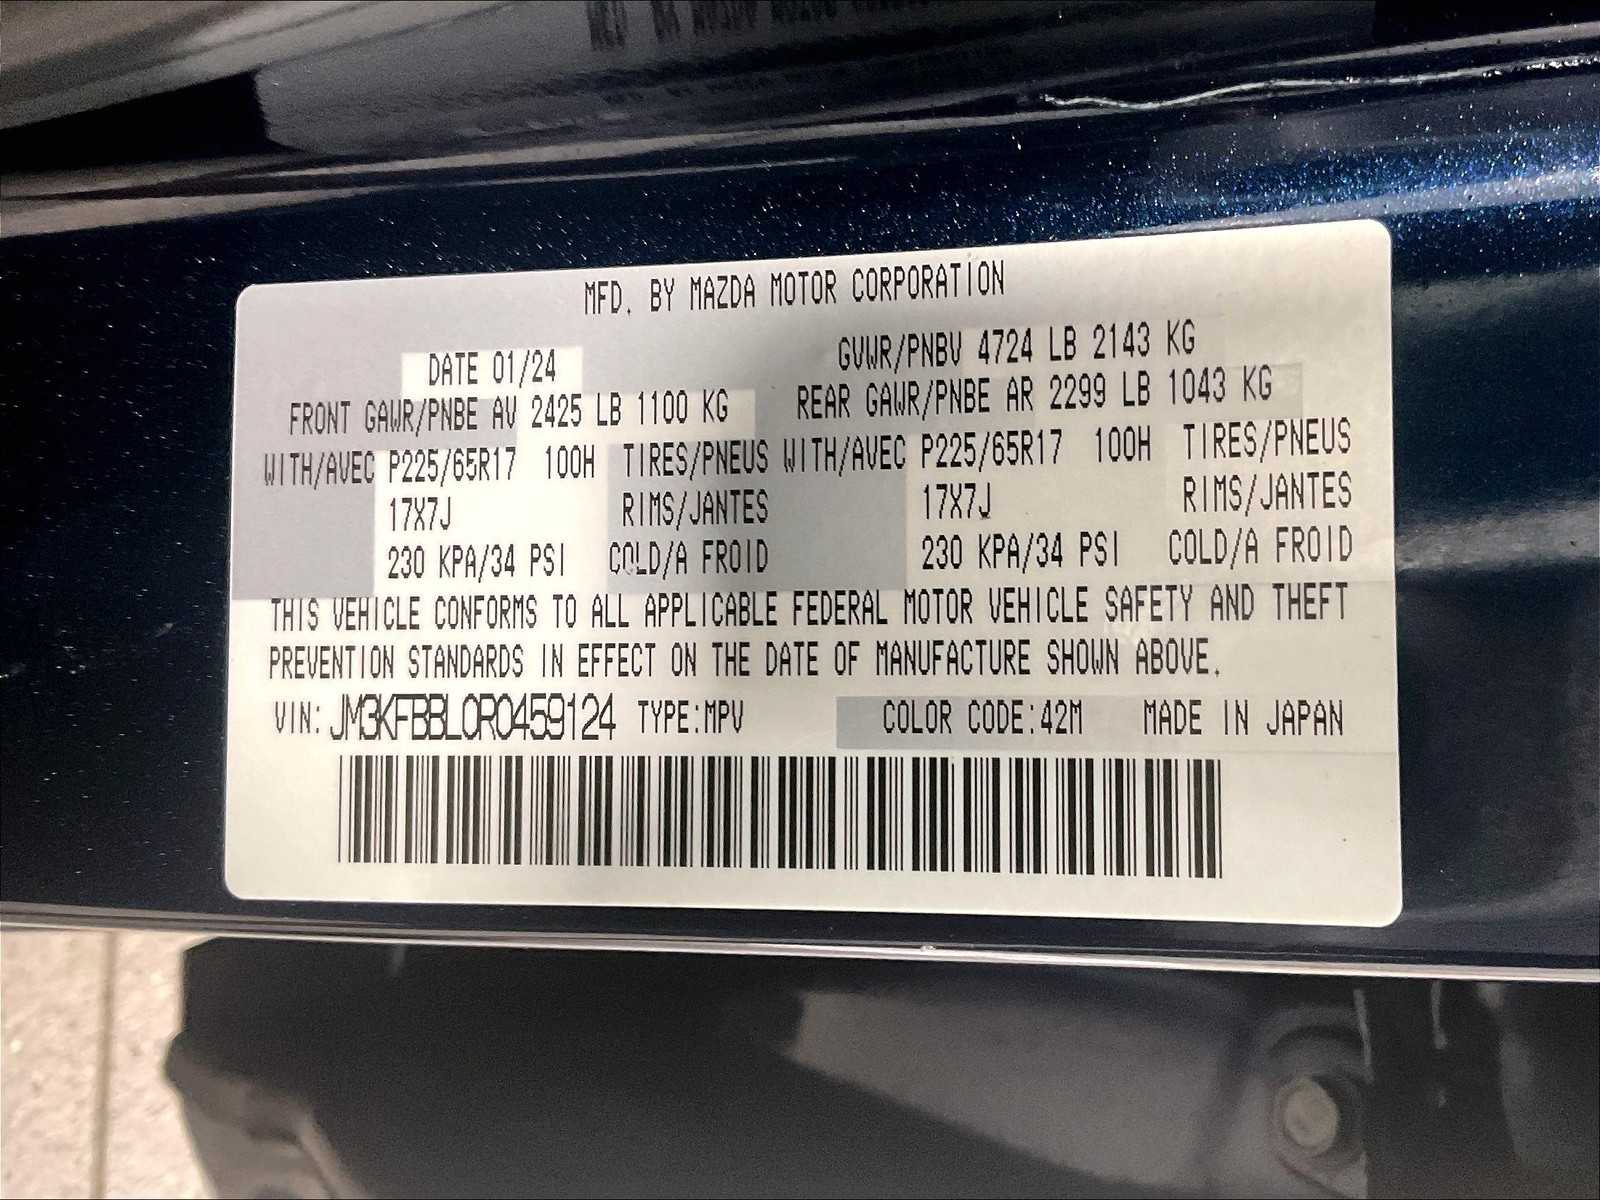 MFD. BY MAZDA MOTOR CORPORATION
DATE 01/24 GVWR/PNBV 4724 LB 2143 KG
FRONT GAWR/PNBE AV 2425 LB 1100 KG REAR GAWR/PNBE AR 2299 LB 1043 KG
WITH/AVEC P225/65R17 100H TIRES/PNEUS WITH/AVEC P225/65R17 100H TIRES/PNEUS
17X7J RIMS/JANTES 17X7J RIMS/JANTES
230 KPA/34 PSI COLD/A FROID 230 KPA/34 PSI COLD/A FROID
THIS VEHICLE CONFORMS TO ALL APPLICABLE FEDERAL MOTOR VEHICLE SAFETY AND THEFT
PREVENTION STANDARDS IN EFFECT ON THE DATE OF MANUFACTURE SHOWN ABOVE.
VIN: JM3KFBBL0R0459124 TYPE:MPV COLOR CODE:42M MADE IN JAPAN